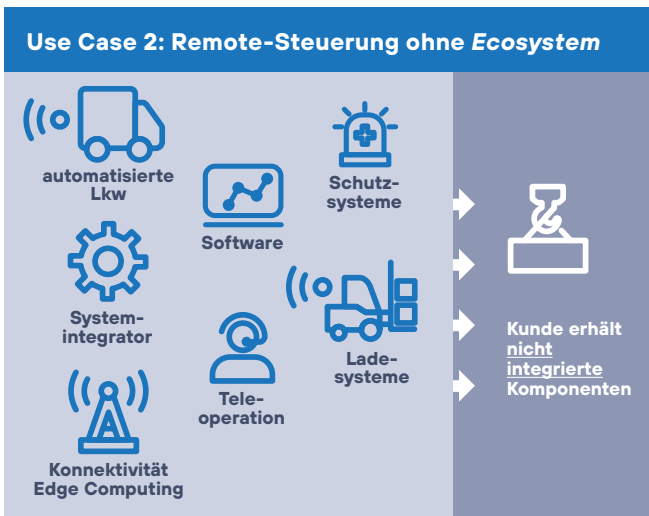 Use Case 2: Remote-Steuerung ohne Ecosystem
automatisierte
Lkw
Software
Schutz-
systeme
System-
integrator
Tele-
operation
Lade-
systeme
Konnektivität
Edge Computing
Kunde erhält
nicht
integrierte
Komponenten